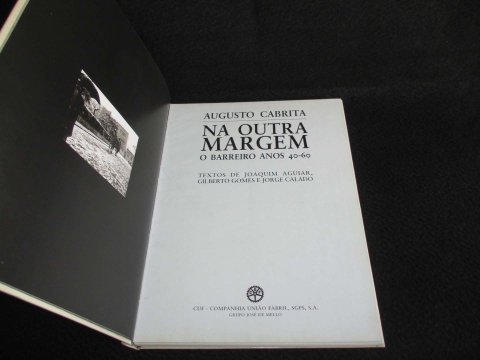 AUGUSTO CABRITA
NA OUTRA
MARGEM
O BARREIRO ANOS 40-60
TEXTOS DE JOAQUIM AGUIAR,
GILBERTO GOMES E JORGE CALADO
CUF - COMPANHIA UNIÃO FABRIL, SGPS, S.A.
GRUPO JOSÉ DE MELLO